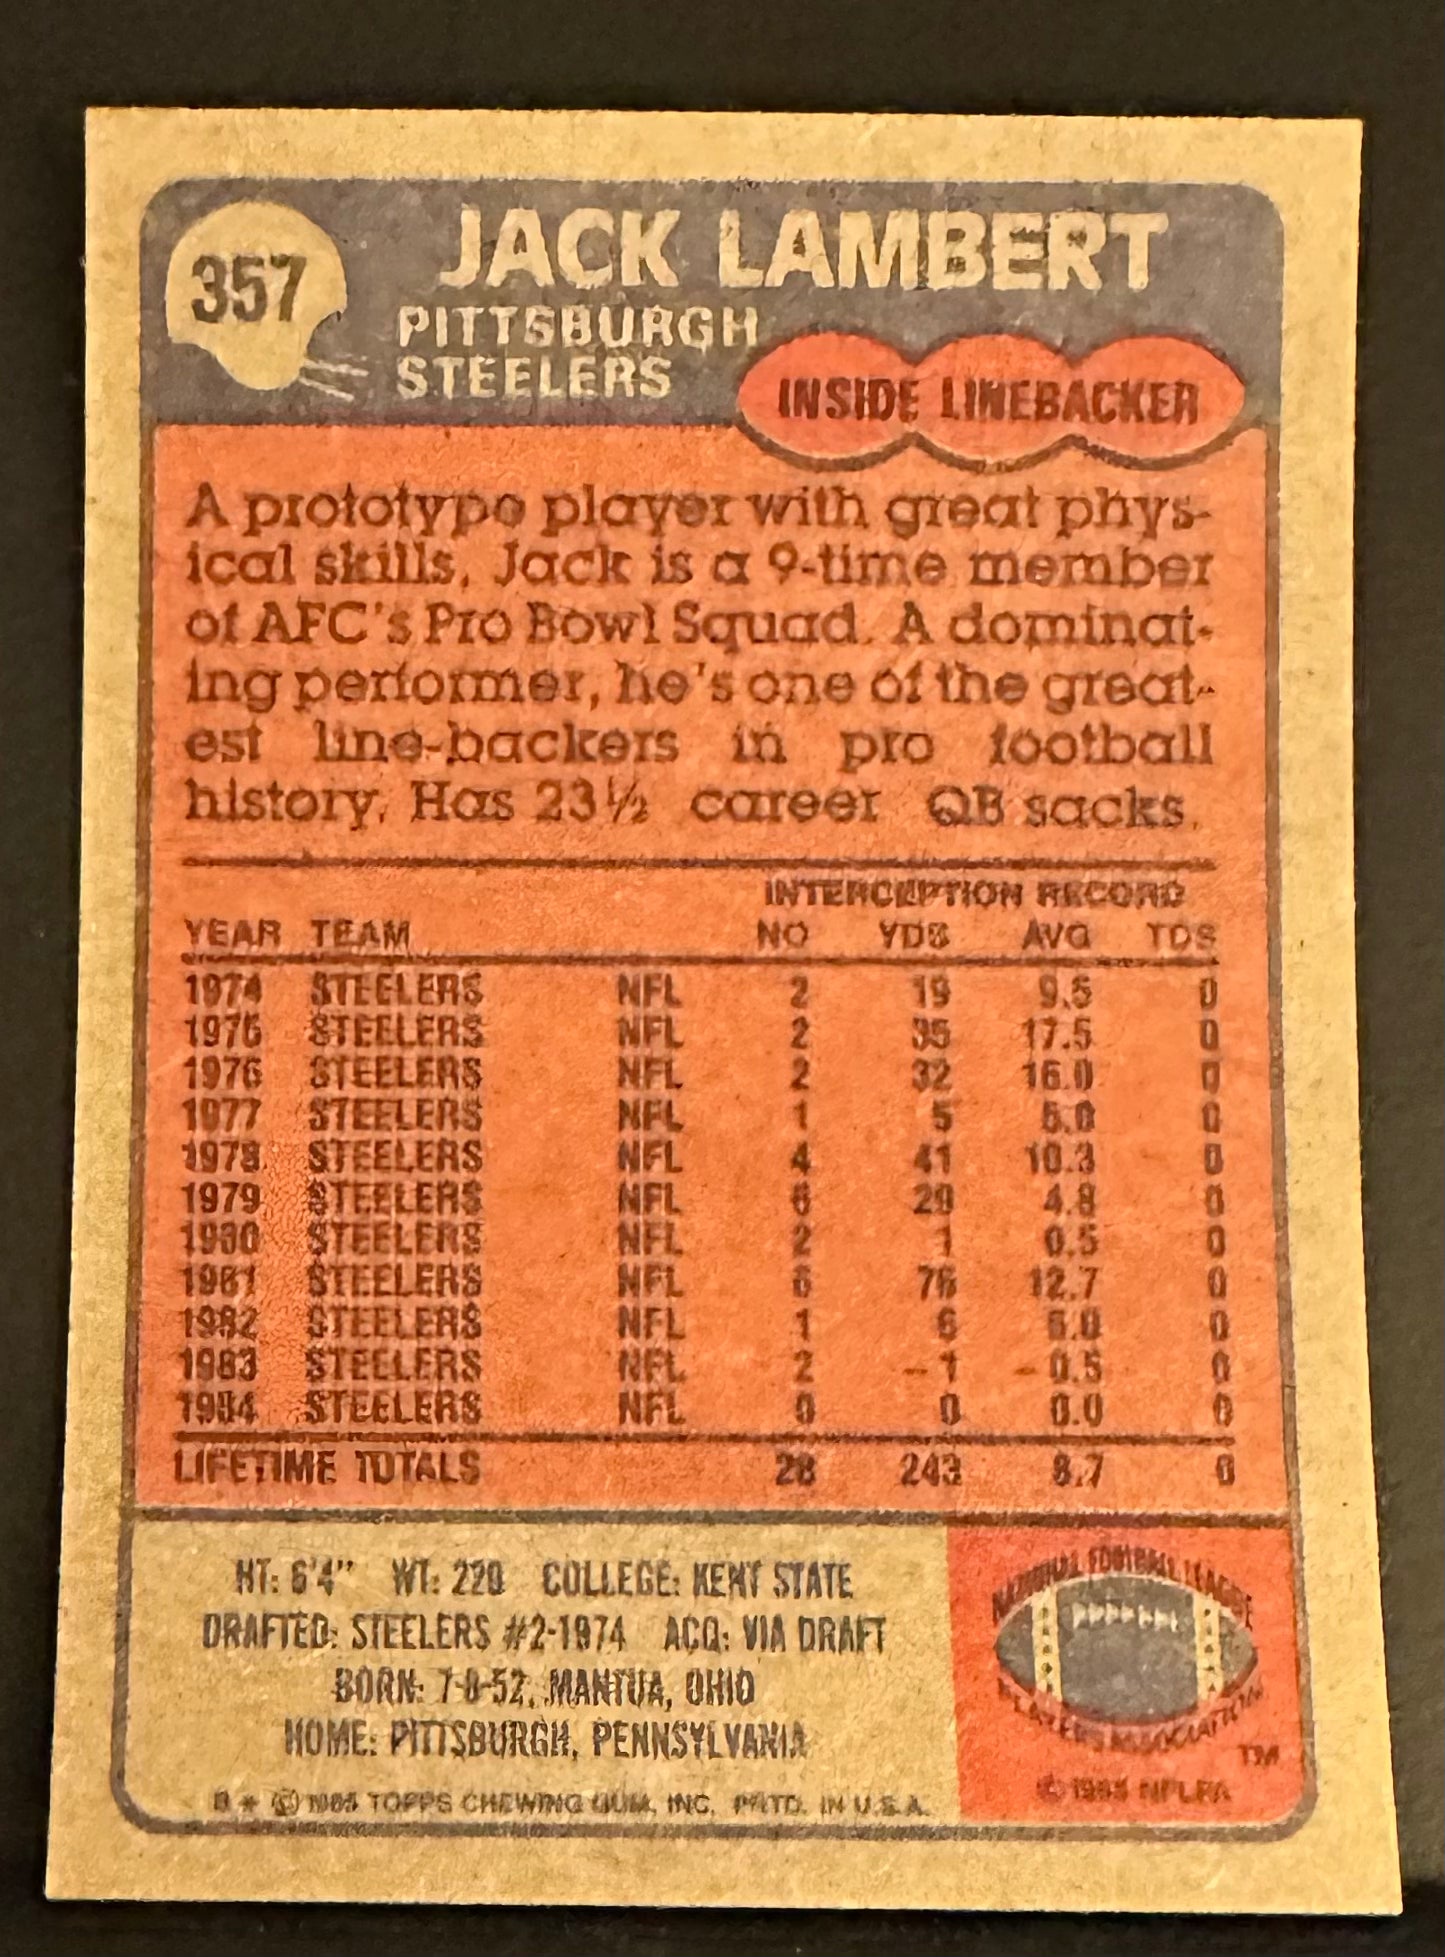 357
JACK LAMBERT
PITTSBURGH
STEELERS
INSIDE LINEBACKER
A prototype player with great phys-
ical skills, Jack is a 9-time member
of AFC's Pro Bowl Squad. A dominat-
ing performer, he's one of the great-
est line-backers in pro football
history. Has 23½ career QB sacks.
INTERCEPTION RECORD
YEAR TEAM NO YDS AVG TDS
1974 STEELERS NFL 2 19 9.5 0
1975 STEELERS NFL 2 35 17.5 0
1976 STEELERS NFL 2 32 16.0 0
1977 STEELERS NFL 1 5 5.0 0
1978 STEELERS NFL 4 41 10.3 0
1979 STEELERS NFL 6 29 4.8 0
1980 STEELERS NFL 2 1 0.5 0
1981 STEELERS NFL 6 76 12.7 0
1982 STEELERS NFL 1 6 6.0 0
1983 STEELERS NFL 2 -1 -0.5 0
1984 STEELERS NFL 0 0 0.0 0
LIFETIME TOTALS 28 243 8.7 0
HT: 6'4" WT: 220 COLLEGE: KENT STATE
DRAFTED: STEELERS #2-1974 ACQ: VIA DRAFT
BORN: 7-8-52, MANTUA, OHIO
HOME: PITTSBURGH, PENNSYLVANIA
© 1985 TOPPS CHEWING GUM, INC. PRTD. IN U.S.A.
NATIONAL FOOTBALL LEAGUE
PLAYERS ASSOCIATION
TM
© 1985 NFLPA